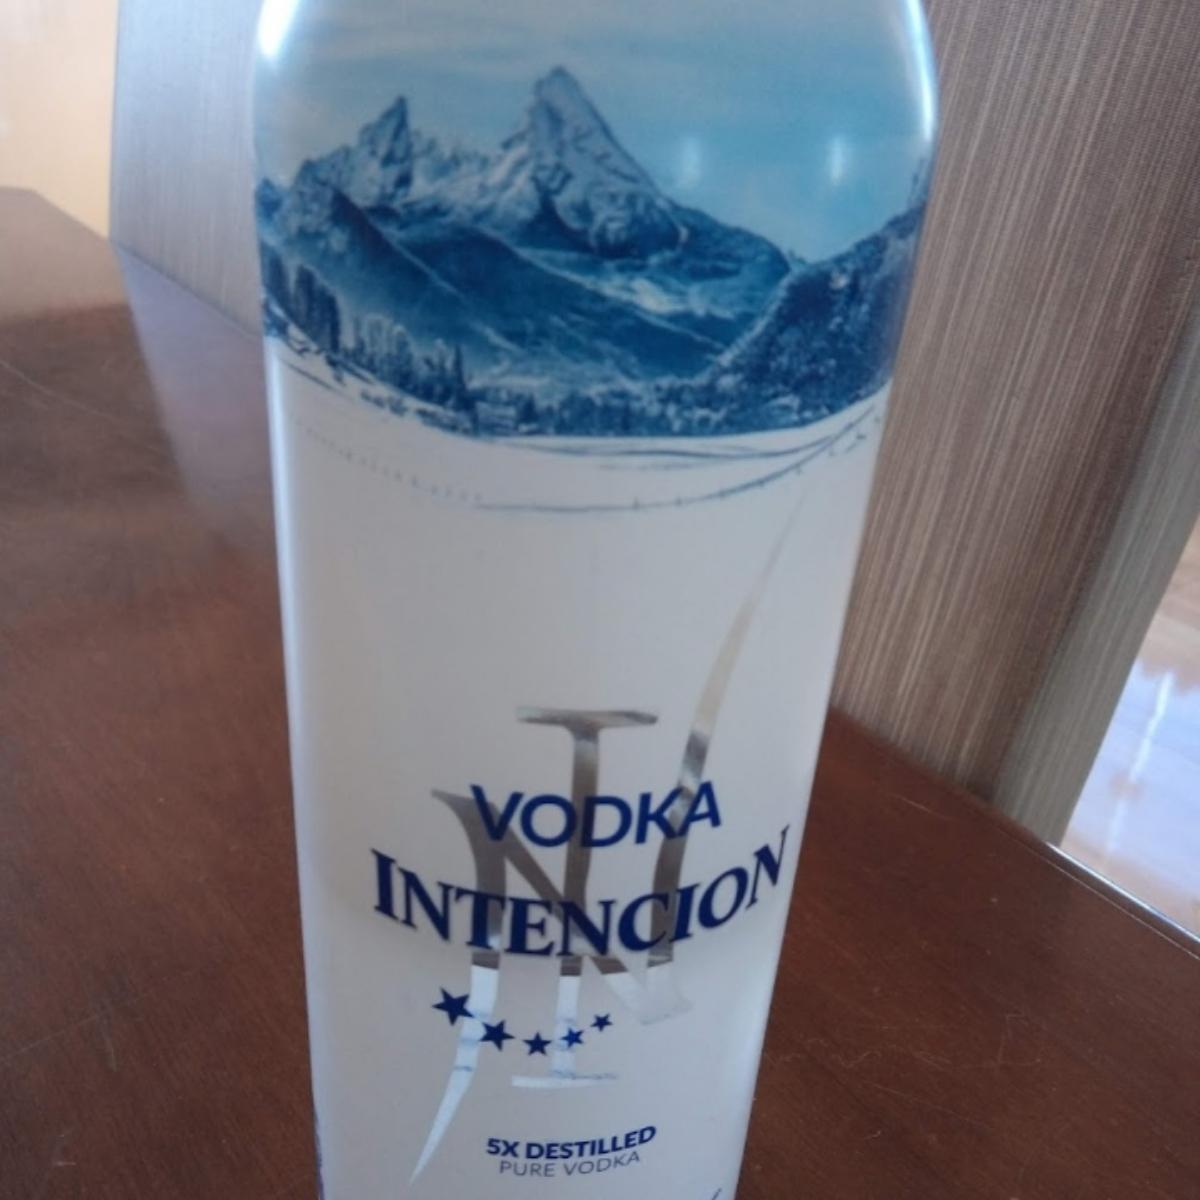 VODKA
INTENCION
5X DESTILLED
PURE VODKA